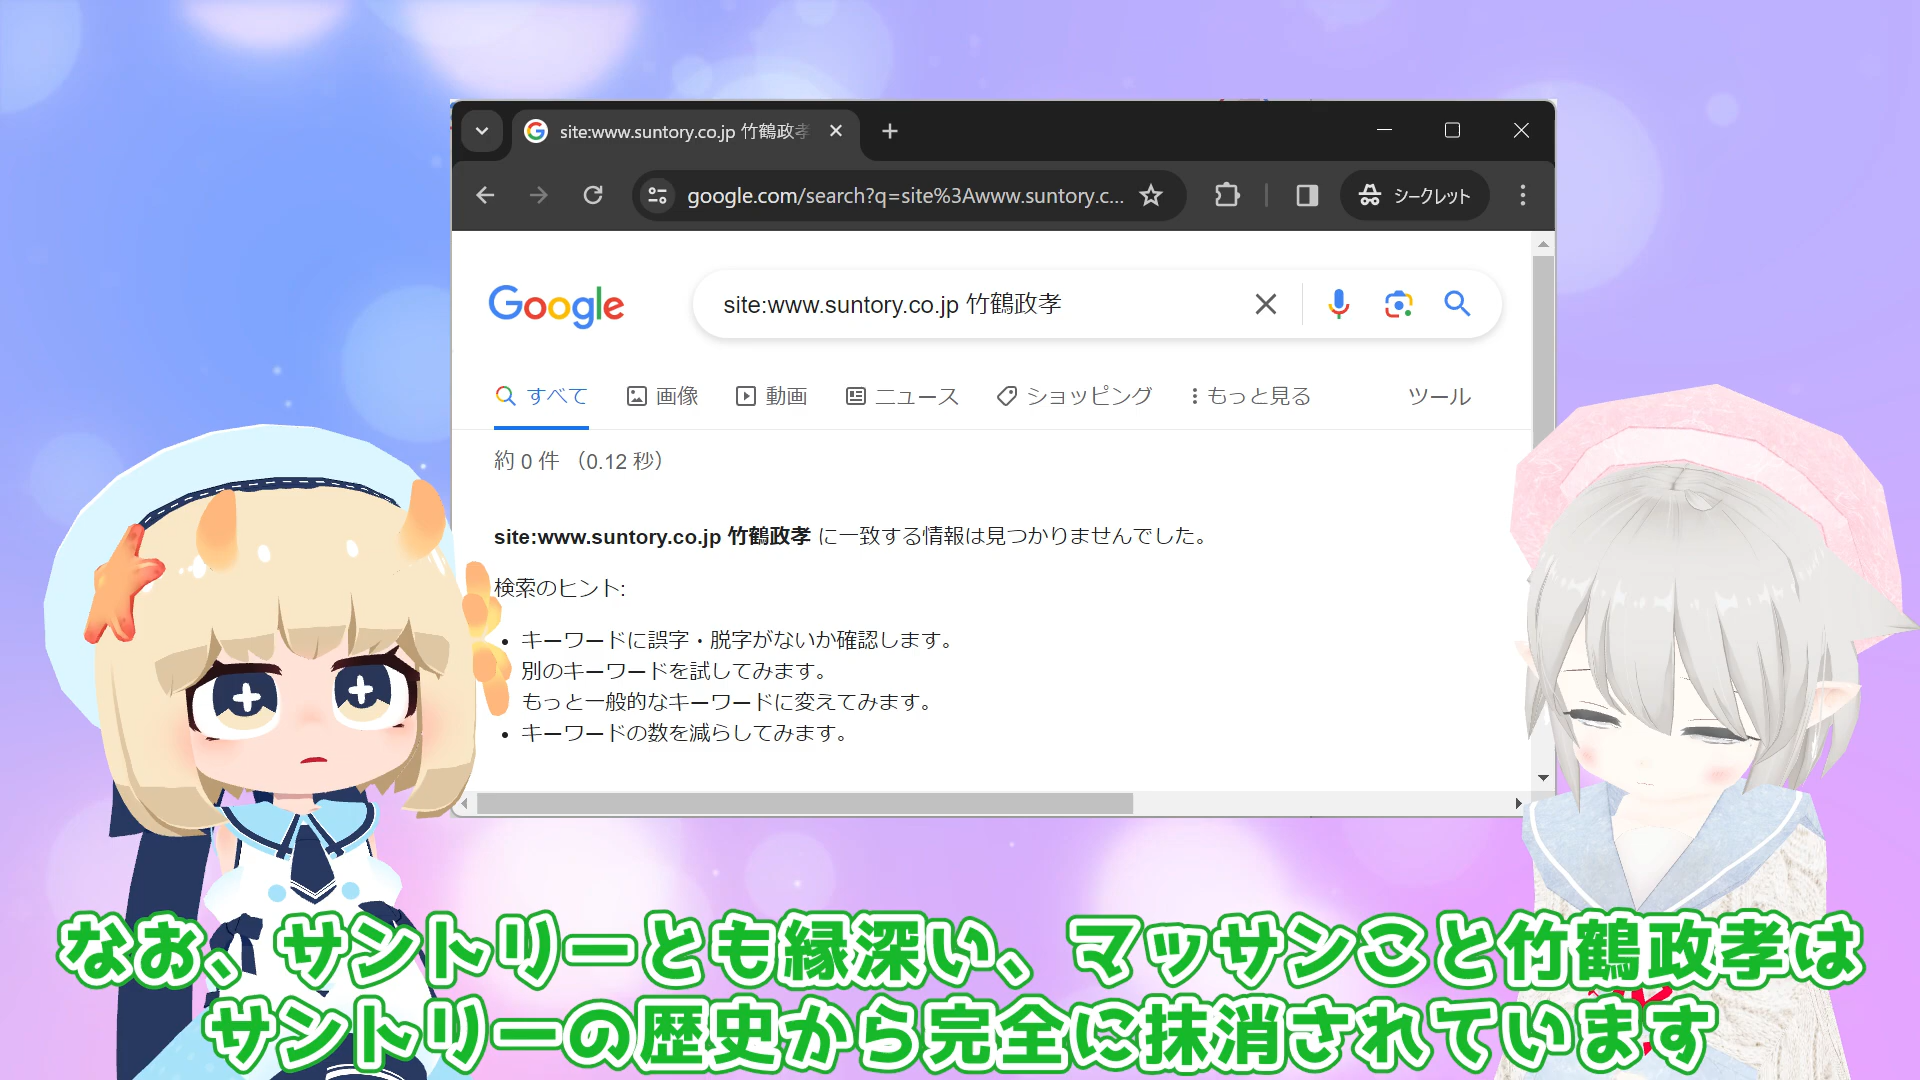 site:www.suntory.co.jp 竹鶴政孝
google.com/search?q=site%3Awww.suntory.c...
シークレット
Google
site:www.suntory.co.jp 竹鶴政孝
すべて
画像
動画
ニュース
ショッピング
もっと見る
ツール
約 0 件 （0.12 秒）
site:www.suntory.co.jp 竹鶴政孝 に一致する情報は見つかりませんでした。
検索のヒント:
キーワードに誤字・脱字がないか確認します。
別のキーワードを試してみます。
もっと一般的なキーワードに変えてみます。
キーワードの数を減らしてみます。
なお、サントリーとも縁深い、マッサンこと竹鶴政孝は
サントリーの歴史から完全に抹消されています